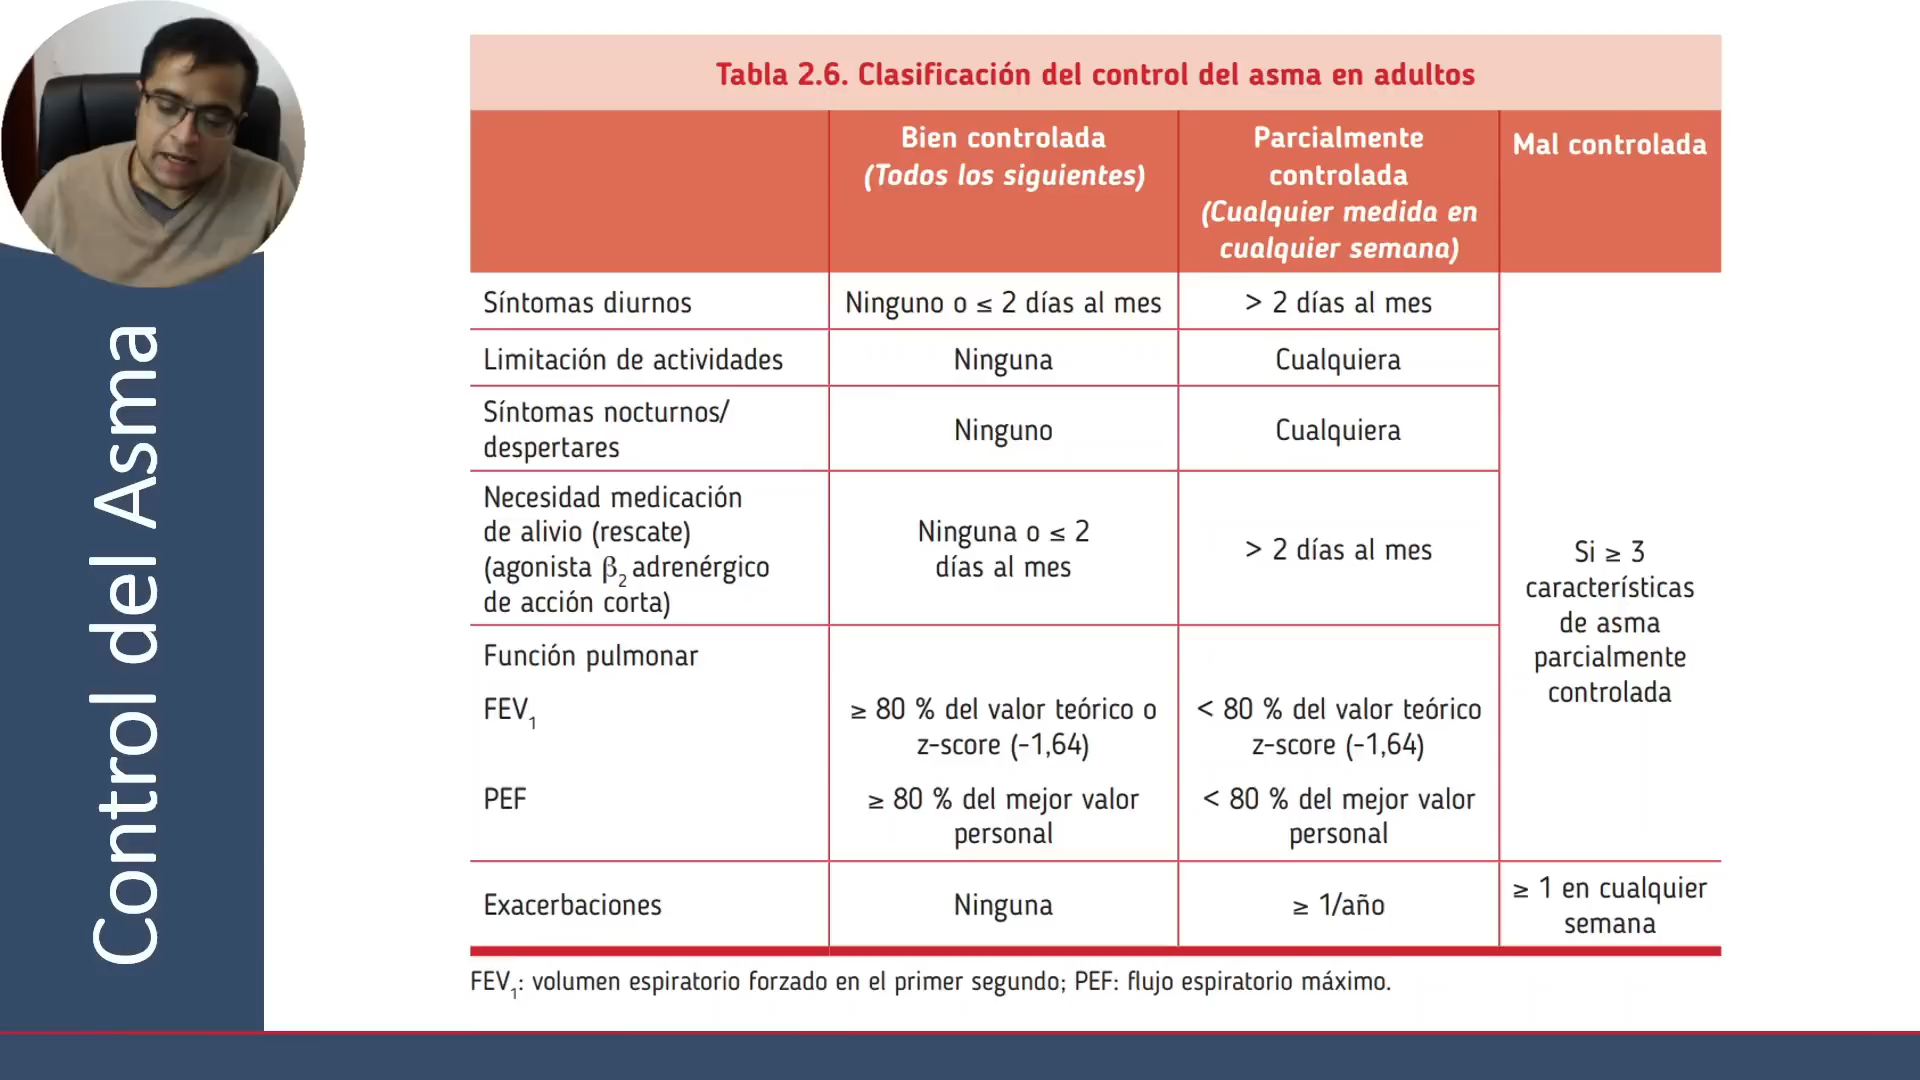 Control del Asma
Tabla 2.6. Clasificación del control del asma en adultos
Bien controlada
(Todos los siguientes)
Parcialmente
controlada
(Cualquier medida en
cualquier semana)
Mal controlada
Síntomas diurnos
Ninguno o ≤ 2 días al mes
> 2 días al mes
Limitación de actividades
Ninguna
Cualquiera
Síntomas nocturnos/
despertares
Ninguno
Cualquiera
Necesidad medicación
de alivio (rescate)
(agonista β₂ adrenérgico
de acción corta)
Ninguna o ≤ 2
días al mes
> 2 días al mes
Función pulmonar
FEV₁
≥ 80 % del valor teórico o
z-score (-1,64)
< 80 % del valor teórico
z-score (-1,64)
PEF
≥ 80 % del mejor valor
personal
< 80 % del mejor valor
personal
Si ≥ 3
características
de asma
parcialmente
controlada
Exacerbaciones
Ninguna
≥ 1/año
≥ 1 en cualquier
semana
FEV₁: volumen espiratorio forzado en el primer segundo; PEF: flujo espiratorio máximo.